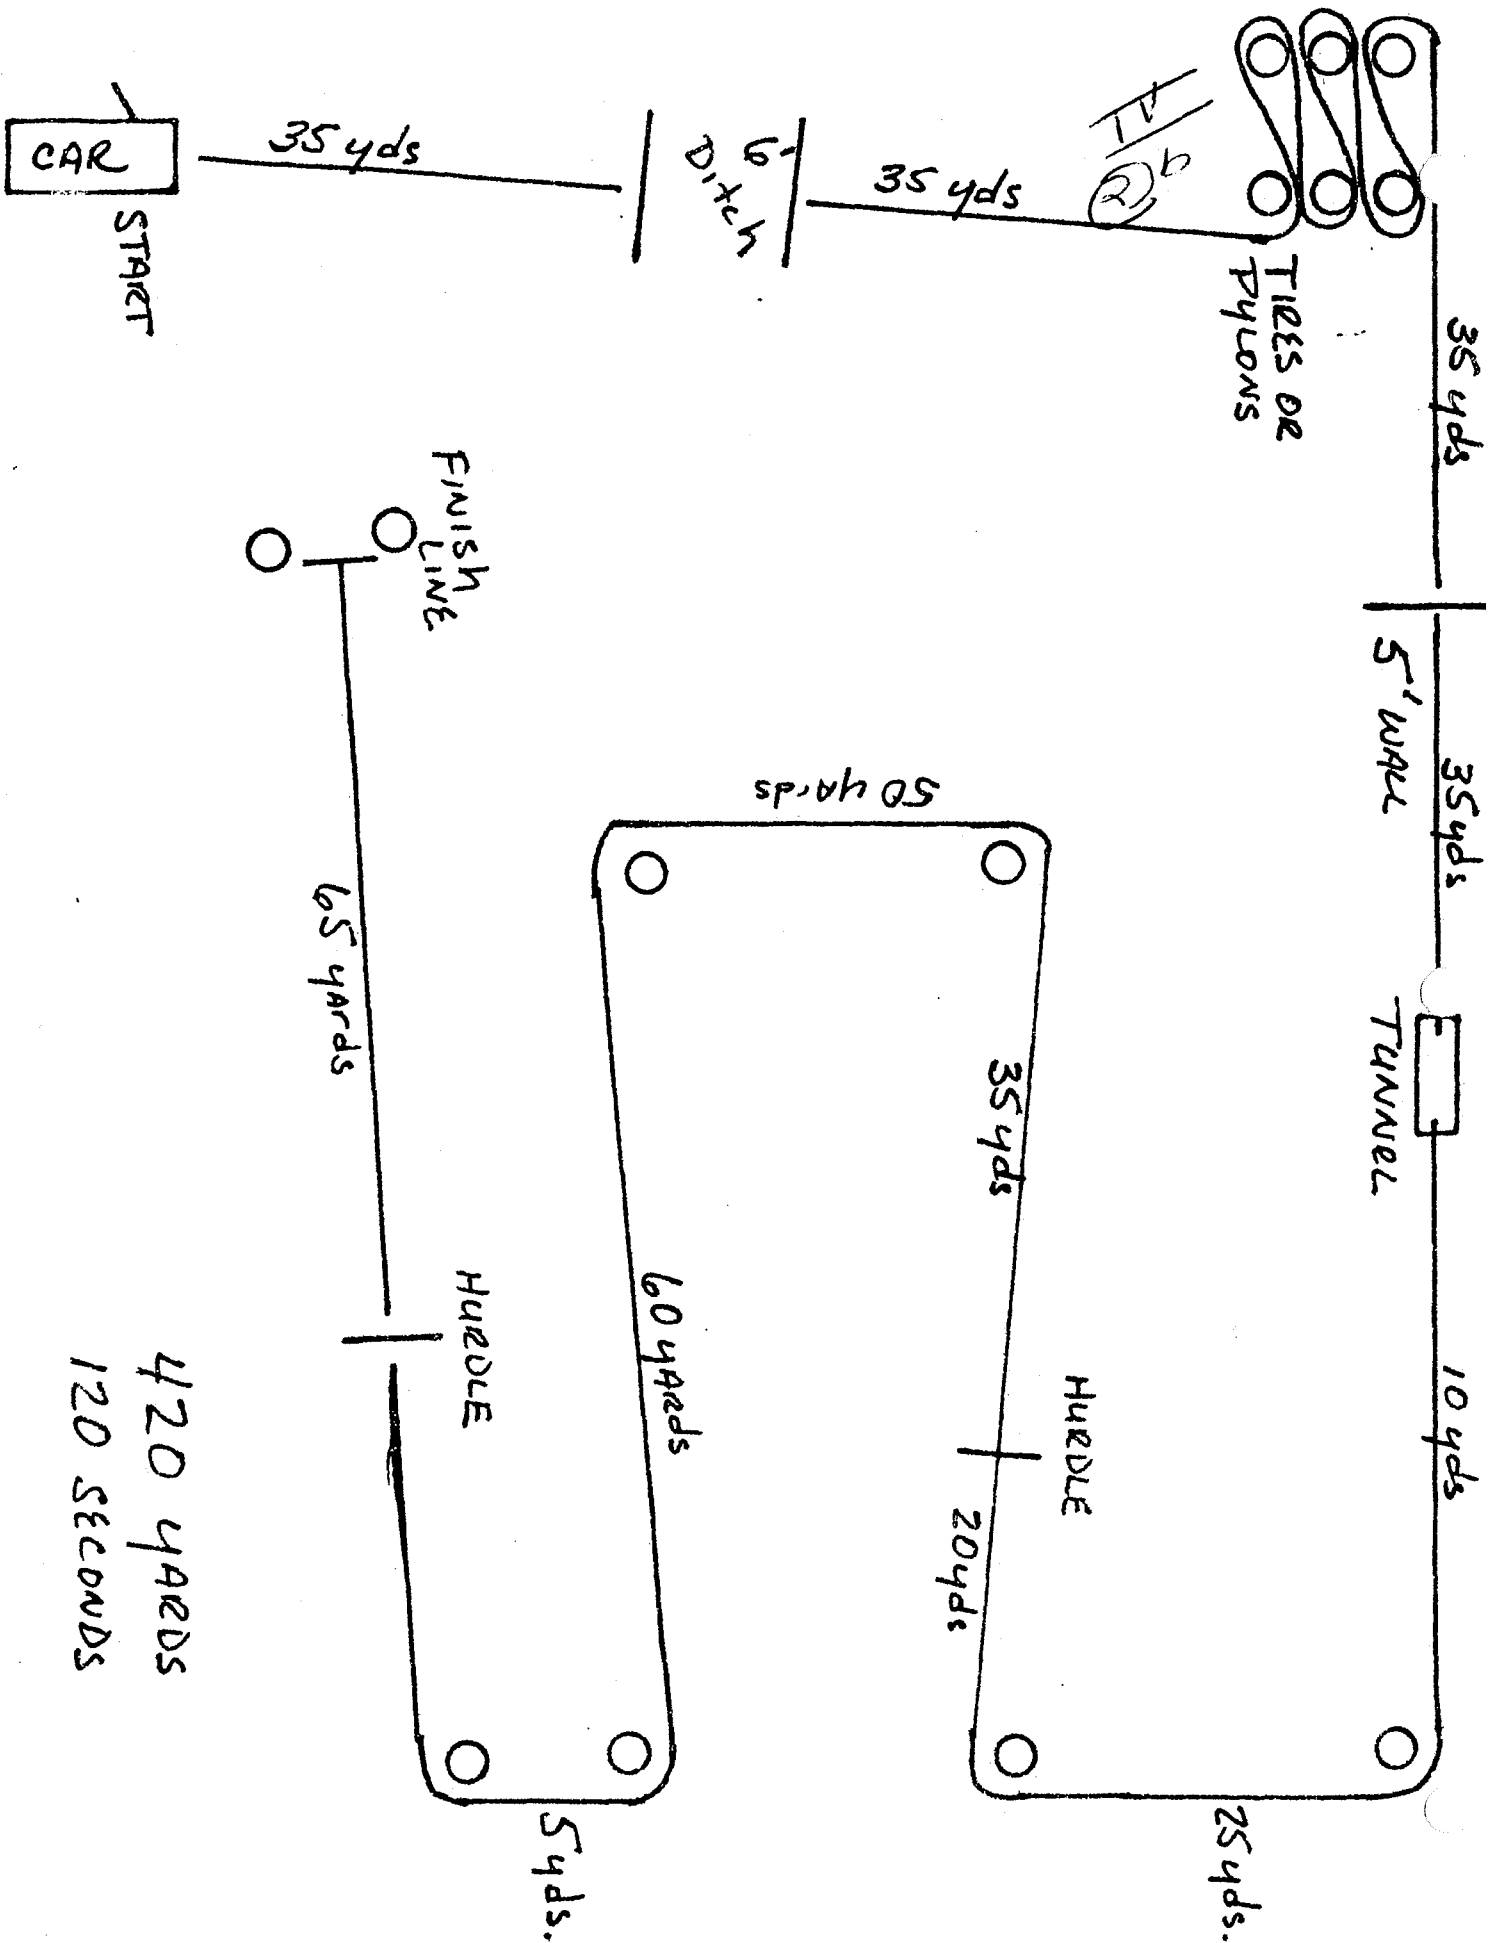 CAR
START
35 yds
6'
Ditch
35 yds
TIRES OR
PYLONS
35 yds
5' WALL
35 yds
TUNNEL
10 yds
25 yds.
20 yds
HURDLE
35 yds
50 yards
60 yards
5 yds.
HURDLE
65 yards
FINISH
LINE
420 YARDS
120 SECONDS